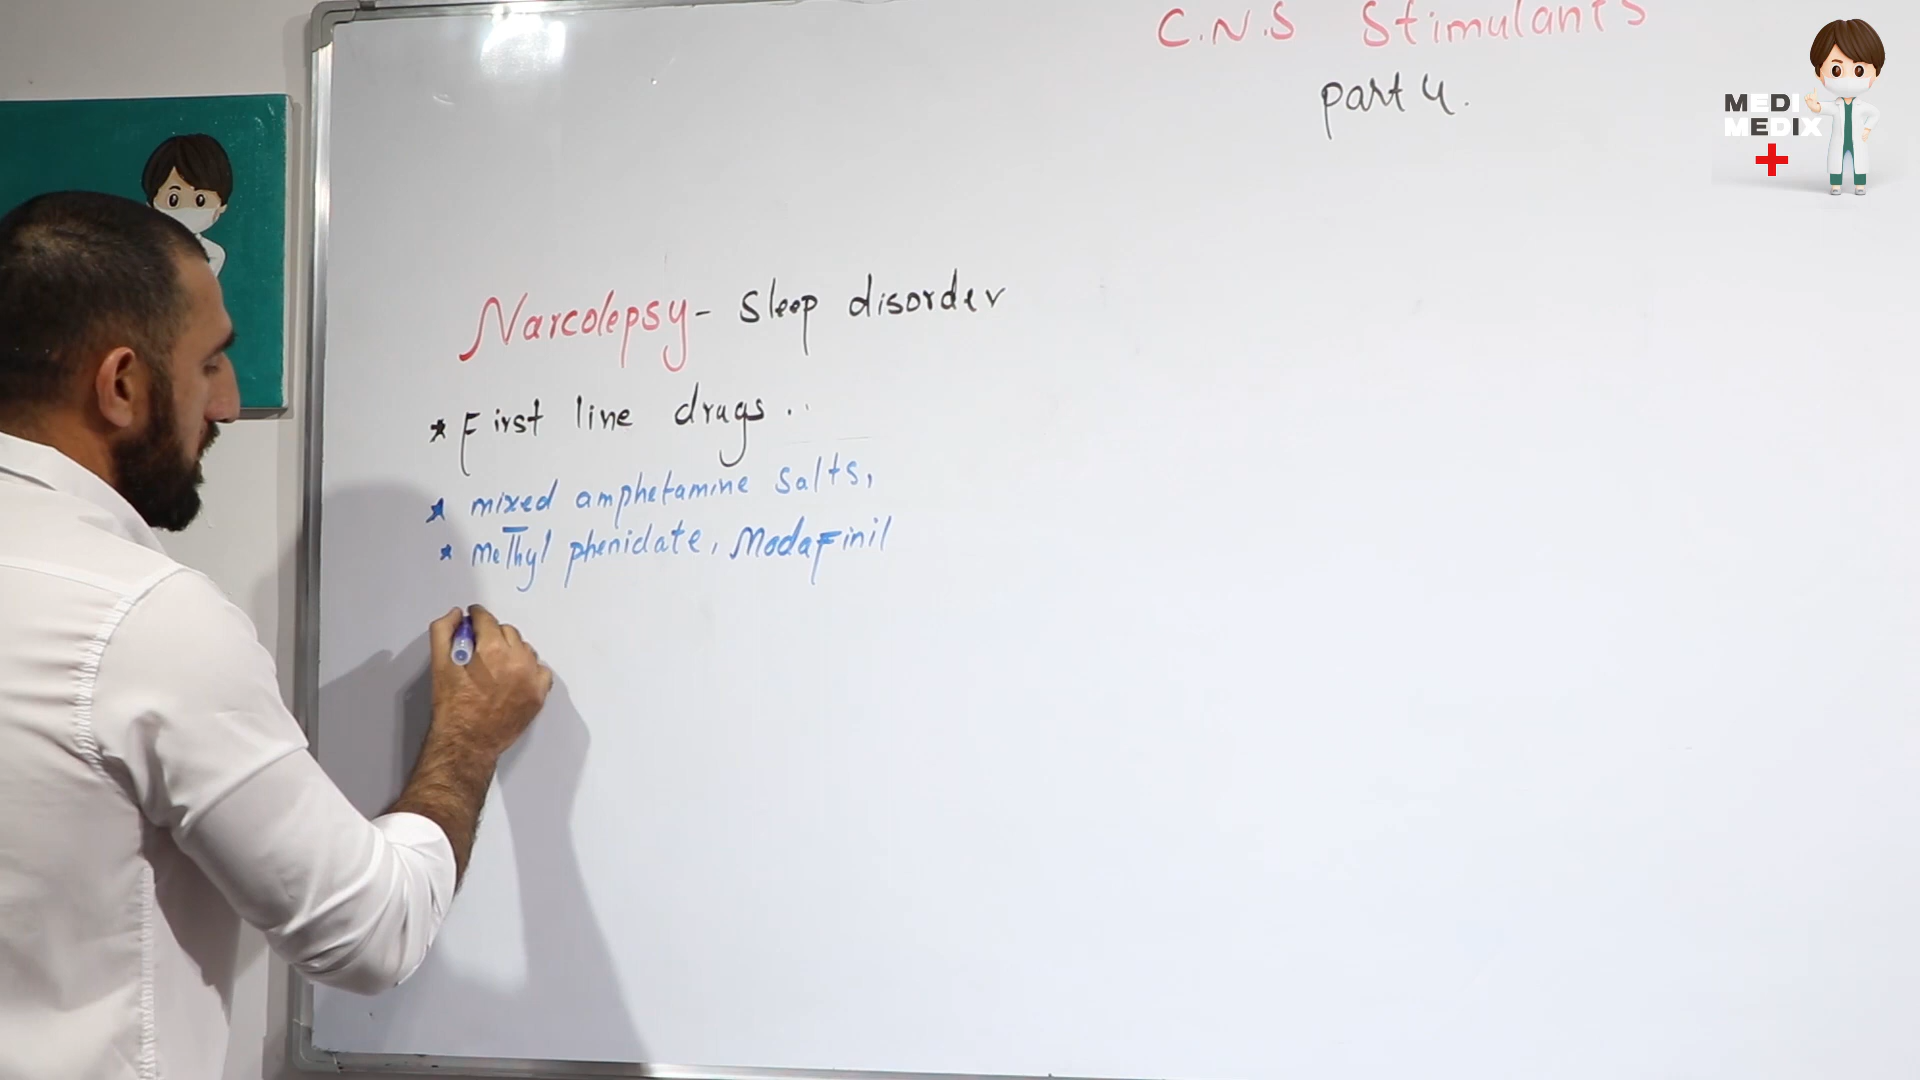 C.N.S Stimulants
part 4.
MEDI
MEDIX
Narcolepsy - Sleep disorder
* First line drugs..
* mixed amphetamine salts,
* methyl phenidate, Modafinil